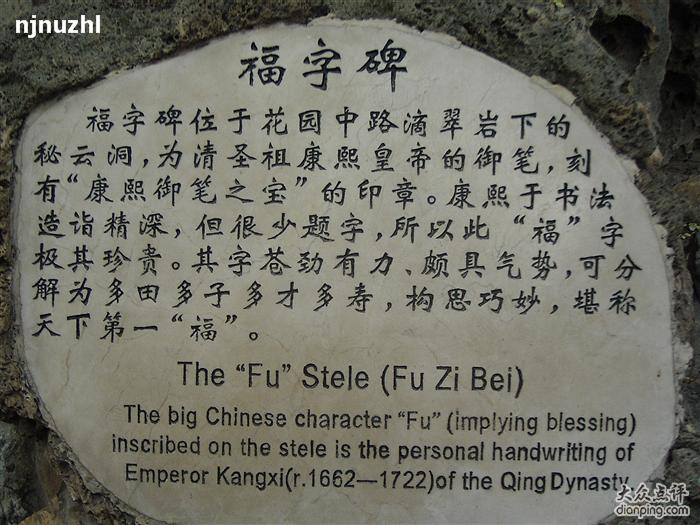 njnuzhl
福字碑
福字碑位于花园中路滴翠岩下的
秘云洞，为清圣祖康熙皇帝的御笔，刻
有“康熙御笔之宝”的印章。康熙于书法
造诣精深，但很少题字，所以此“福”字
极其珍贵。其字苍劲有力、颇具气势，可分
解为多田多子多才多寿，构思巧妙，堪称
天下第一“福”。
The “Fu” Stele (Fu Zi Bei)
The big Chinese character “Fu” (implying blessing)
inscribed on the stele is the personal handwriting of
Emperor Kangxi(r.1662—1722)of the Qing Dynasty.
大众点评
dianping.com